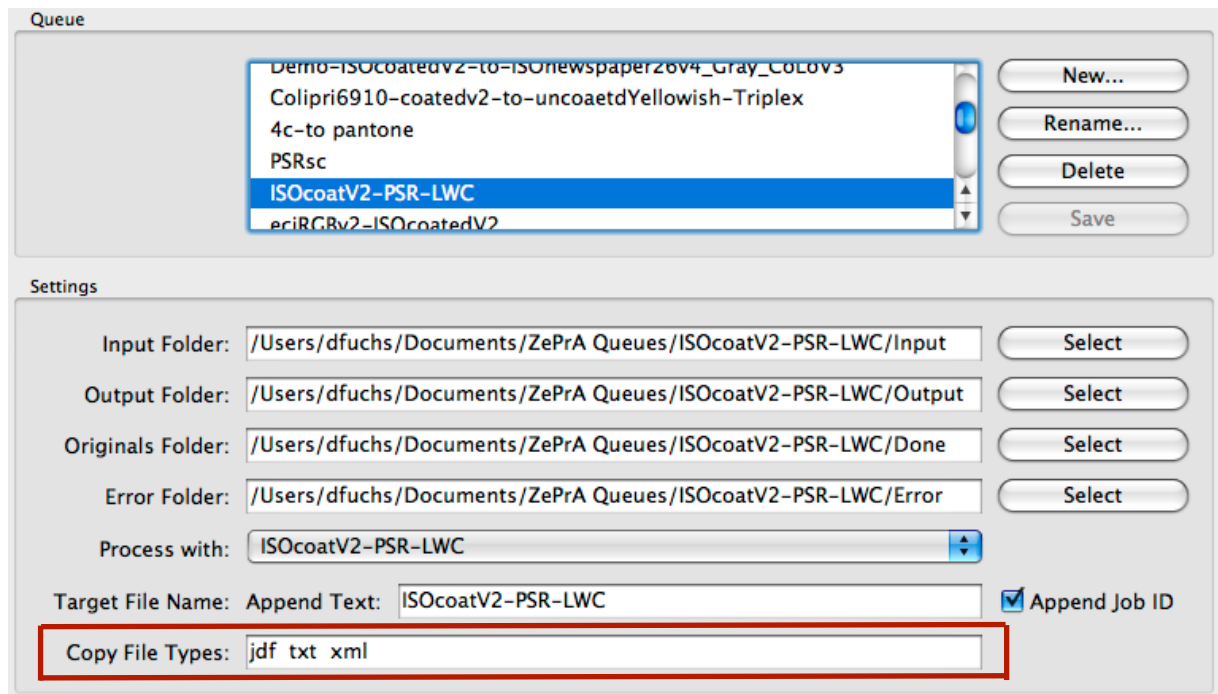 Queue
Demo-ISOcoatedV2-to-ISOnewspaper26v4_Gray_CoLoV3
Colipri6910-coatedv2-to-uncoaetdYellowish-Triplex
4c-to pantone
PSRsc
ISOcoatV2-PSR-LWC
eciRGBv2-ISOcoatedV2
New...
Rename...
Delete
Save
Settings
Input Folder: /Users/dfuchs/Documents/ZePrA Queues/ISOcoatV2-PSR-LWC/Input Select
Output Folder: /Users/dfuchs/Documents/ZePrA Queues/ISOcoatV2-PSR-LWC/Output Select
Originals Folder: /Users/dfuchs/Documents/ZePrA Queues/ISOcoatV2-PSR-LWC/Done Select
Error Folder: /Users/dfuchs/Documents/ZePrA Queues/ISOcoatV2-PSR-LWC/Error Select
Process with: ISOcoatV2-PSR-LWC
Target File Name: Append Text: ISOcoatV2-PSR-LWC Append Job ID
Copy File Types: jdf txt xml